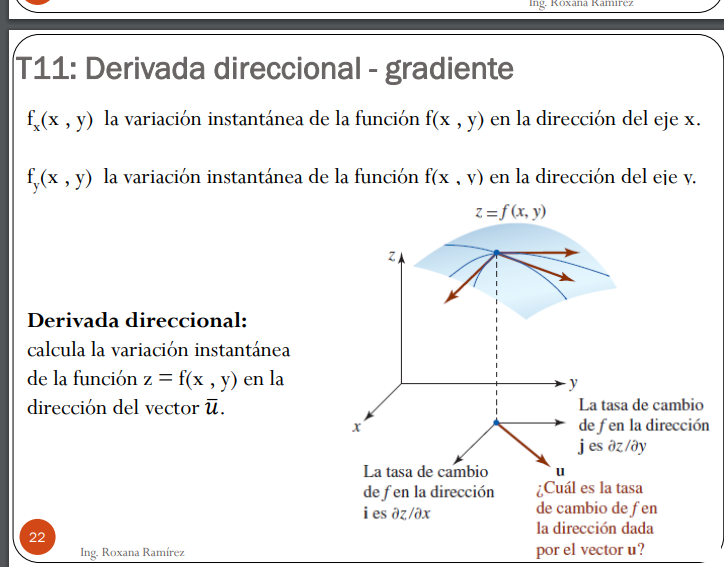 Ing. Roxana Ramírez
T11: Derivada direccional - gradiente
fx(x , y) la variación instantánea de la función f(x , y) en la dirección del eje x.
fy(x , y) la variación instantánea de la función f(x , y) en la dirección del eje y.
z = f(x, y)
z
Derivada direccional:
calcula la variación instantánea
de la función z = f(x , y) en la
dirección del vector u̅.
y
x
La tasa de cambio
de f en la dirección
j es ∂z/∂y
La tasa de cambio
de f en la dirección
i es ∂z/∂x
u
¿Cuál es la tasa
de cambio de f en
la dirección dada
por el vector u?
22
Ing. Roxana Ramírez